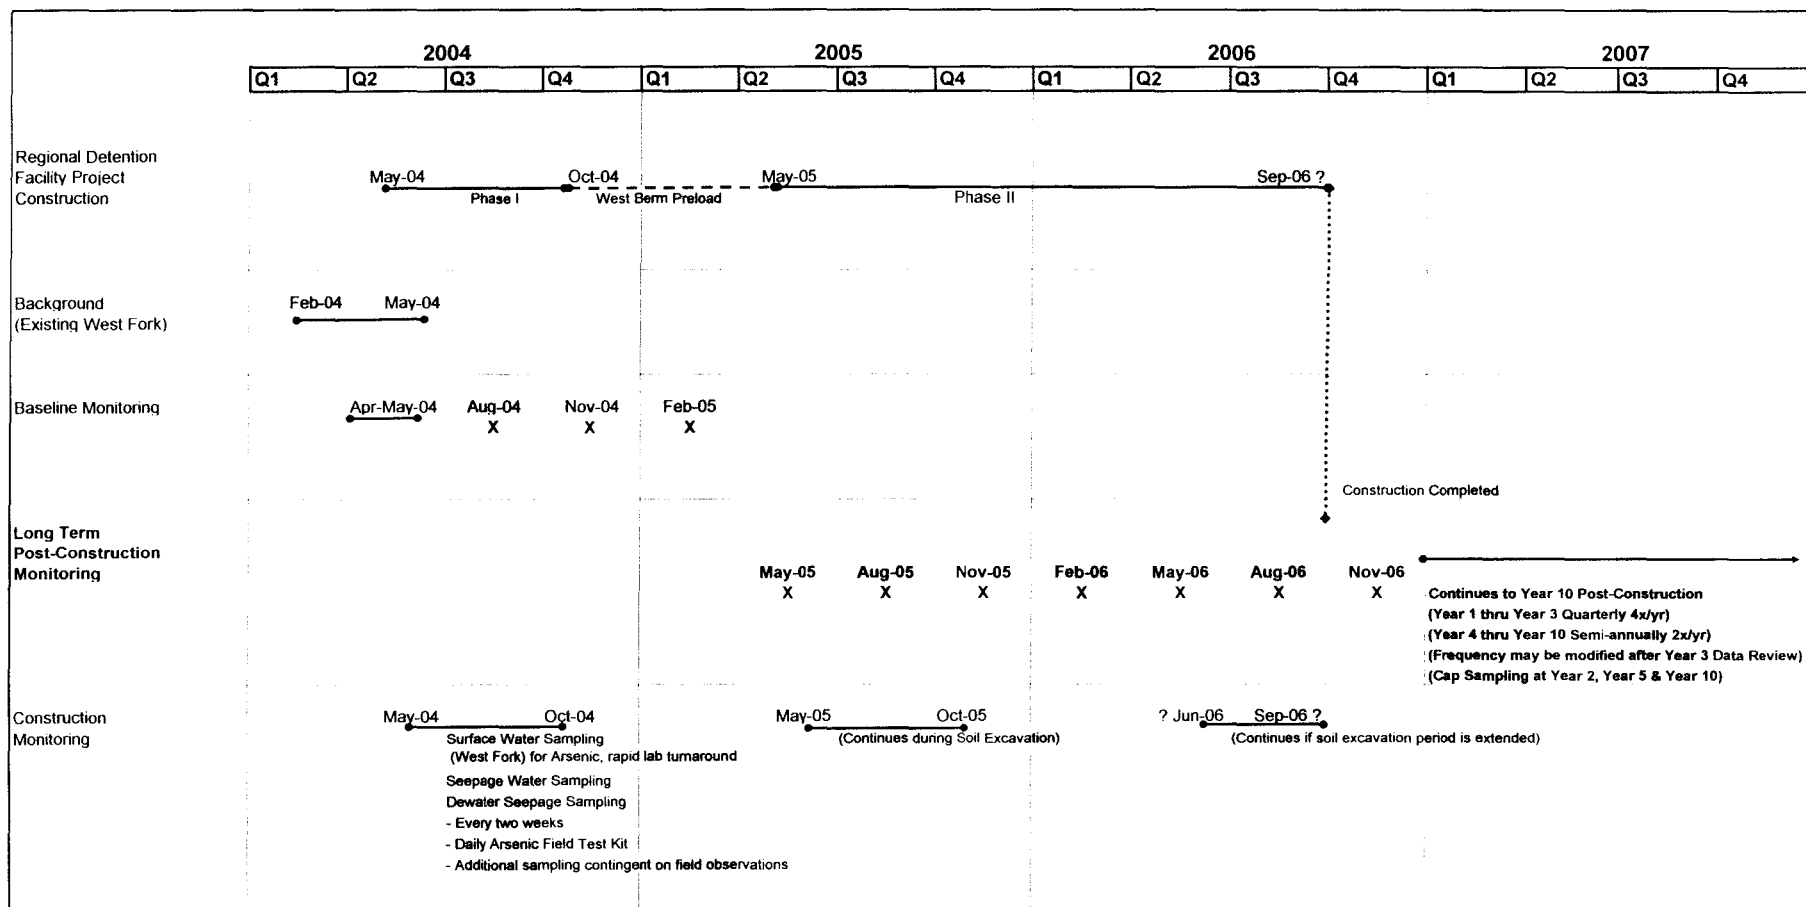 2004 2005 2006 2007
Q1 Q2 Q3 Q4 Q1 Q2 Q3 Q4 Q1 Q2 Q3 Q4 Q1 Q2 Q3 Q4
Regional Detention
Facility Project
Construction
May-04 Oct-04 May-05 Sep-06 ?
Phase I West Berm Preload Phase II
Background
(Existing West Fork)
Feb-04 May-04
Baseline Monitoring
Apr-May-04 Aug-04 Nov-04 Feb-05
X X X
Construction Completed
Long Term
Post-Construction
Monitoring
May-05 Aug-05 Nov-05 Feb-06 May-06 Aug-06 Nov-06
X X X X X X X
Continues to Year 10 Post-Construction
(Year 1 thru Year 3 Quarterly 4x/yr)
(Year 4 thru Year 10 Semi-annually 2x/yr)
(Frequency may be modified after Year 3 Data Review)
(Cap Sampling at Year 2, Year 5 & Year 10)
Construction
Monitoring
May-04 Oct-04 May-05 Oct-05 ? Jun-06 Sep-06 ?
Surface Water Sampling
(West Fork) for Arsenic, rapid lab turnaround
Seepage Water Sampling
Dewater Seepage Sampling
- Every two weeks
- Daily Arsenic Field Test Kit
- Additional sampling contingent on field observations
(Continues during Soil Excavation)
(Continues if soil excavation period is extended)